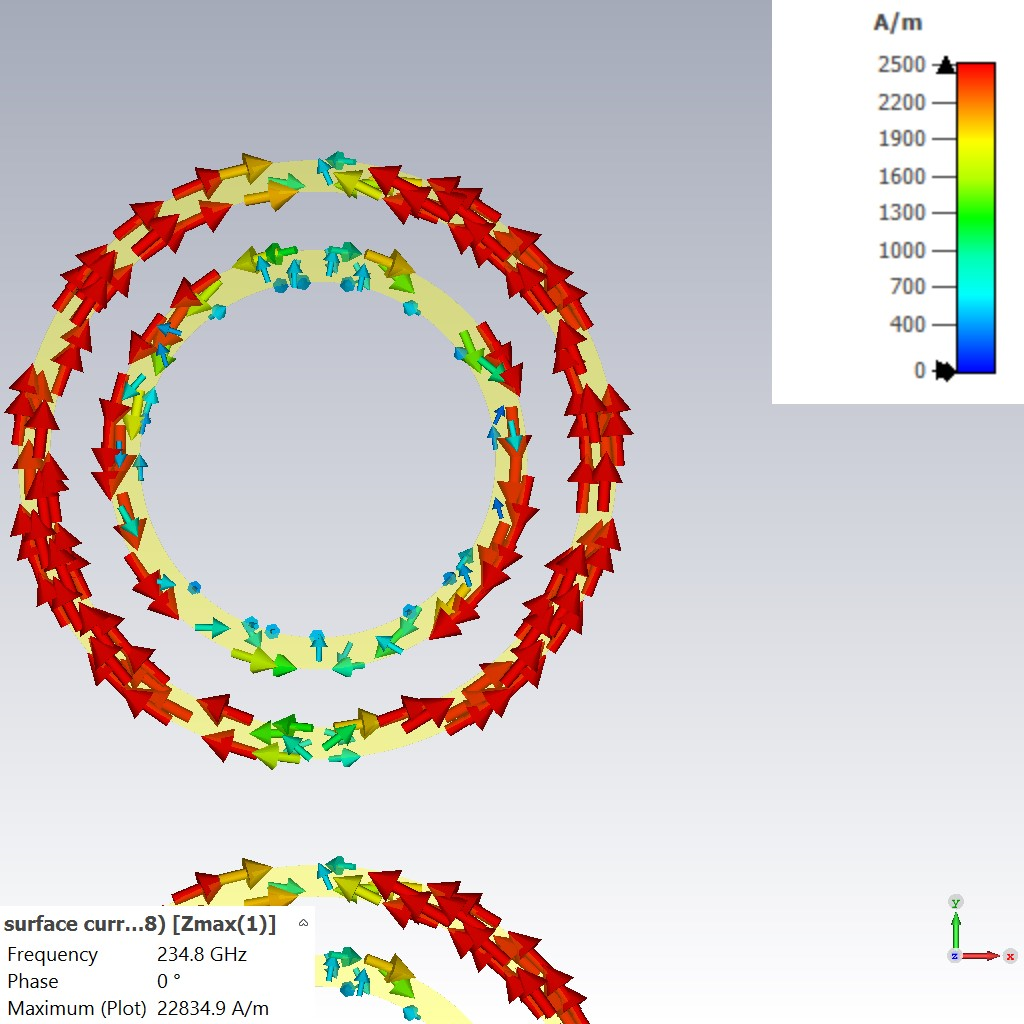 A/m
2500
2200
1900
1600
1300
1000
700
400
0
y
z x
surface curr...8) [Zmax(1)]
Frequency 234.8 GHz
Phase 0 °
Maximum (Plot) 22834.9 A/m